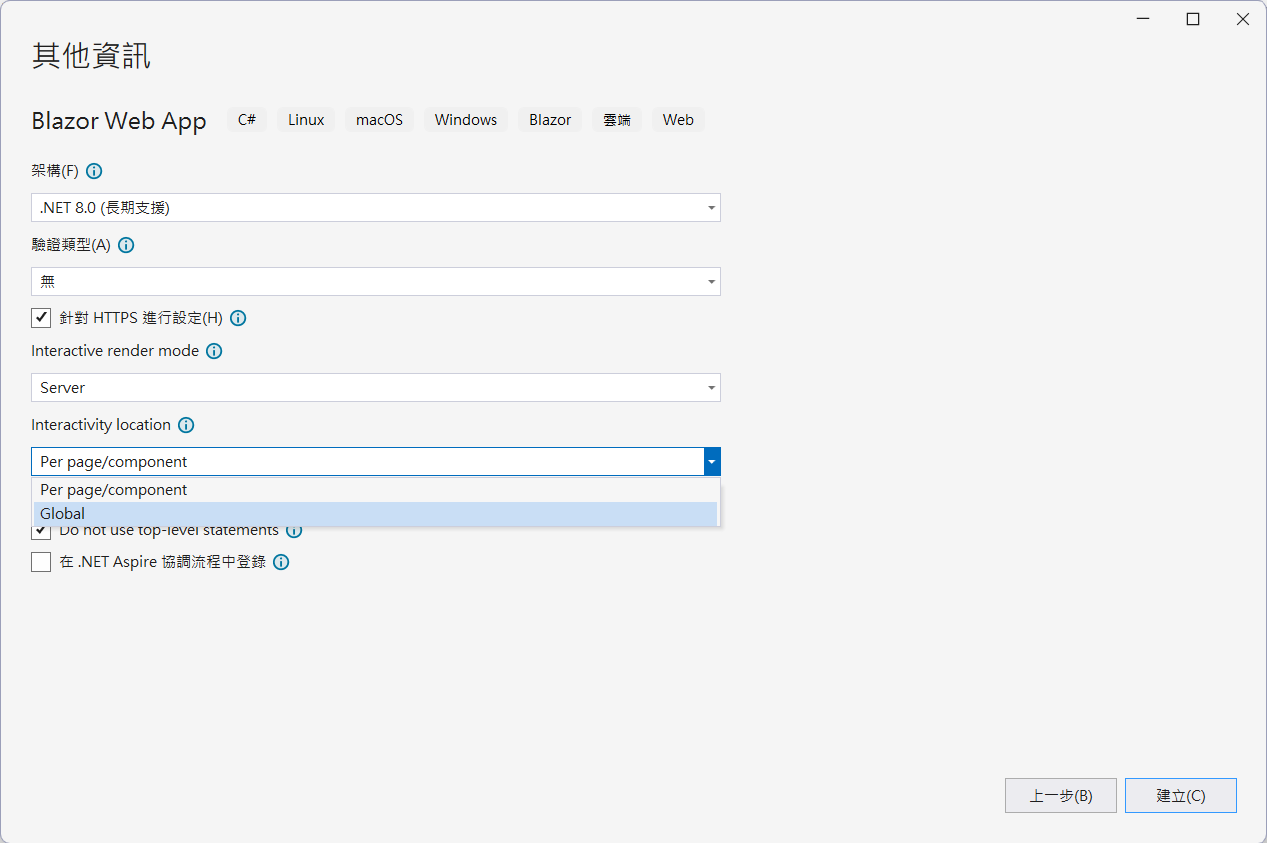 其他資訊
Blazor Web App C# Linux macOS Windows Blazor 雲端 Web
架構(F)
.NET 8.0 (長期支援)
驗證類型(A)
無
針對 HTTPS 進行設定(H)
Interactive render mode
Server
Interactivity location
Per page/component
Per page/component
Global
Do not use top-level statements
在 .NET Aspire 協調流程中登錄
上一步(B) 建立(C)